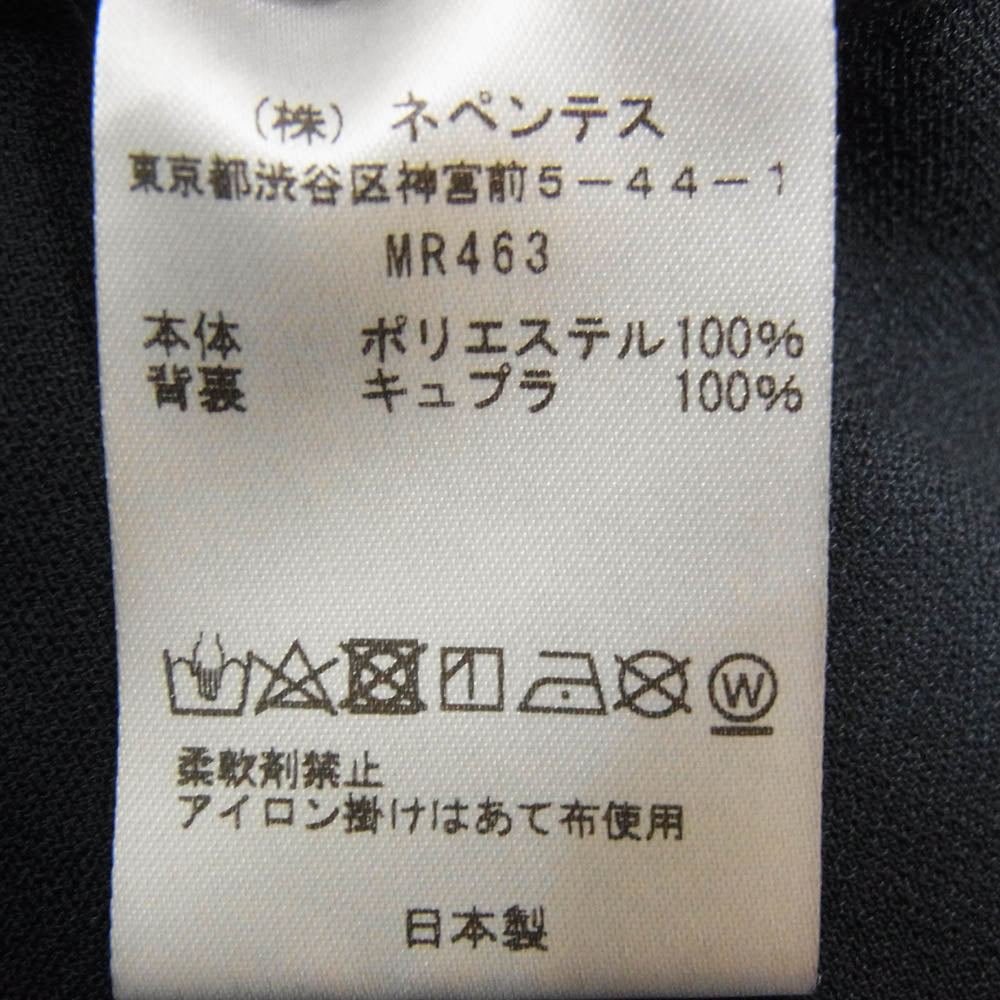 (株) ネペンテス
東京都渋谷区神宮前5-44-1
MR463
本体 ポリエステル100%
背裏 キュプラ 100%
W
柔軟剤禁止
アイロン掛けはあて布使用
日本製